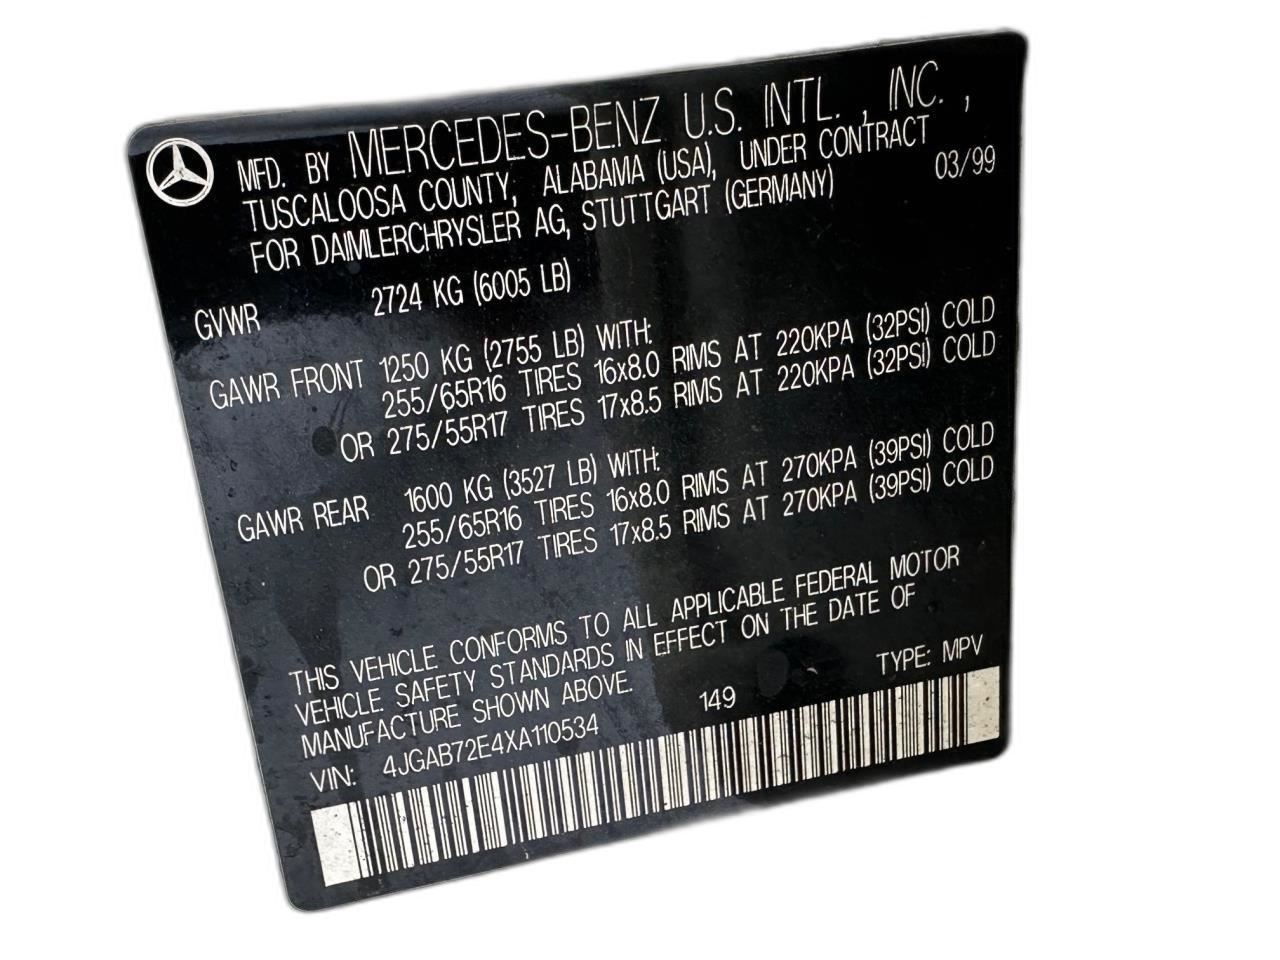 MFD. BY MERCEDES-BENZ U.S. INTL., INC.,
TUSCALOOSA COUNTY, ALABAMA (USA), UNDER CONTRACT
FOR DAIMLERCHRYSLER AG, STUTTGART (GERMANY) 03/99
GVWR 2724 KG (6005 LB)
GAWR FRONT 1250 KG (2755 LB) WITH:
255/65R16 TIRES 16x8.0 RIMS AT 220KPA (32PSI) COLD
OR 275/55R17 TIRES 17x8.5 RIMS AT 220KPA (32PSI) COLD
GAWR REAR 1600 KG (3527 LB) WITH:
255/65R16 TIRES 16x8.0 RIMS AT 270KPA (39PSI) COLD
OR 275/55R17 TIRES 17x8.5 RIMS AT 270KPA (39PSI) COLD
THIS VEHICLE CONFORMS TO ALL APPLICABLE FEDERAL MOTOR
VEHICLE SAFETY STANDARDS IN EFFECT ON THE DATE OF
MANUFACTURE SHOWN ABOVE. 149 TYPE: MPV
VIN: 4JGAB72E4XA110534